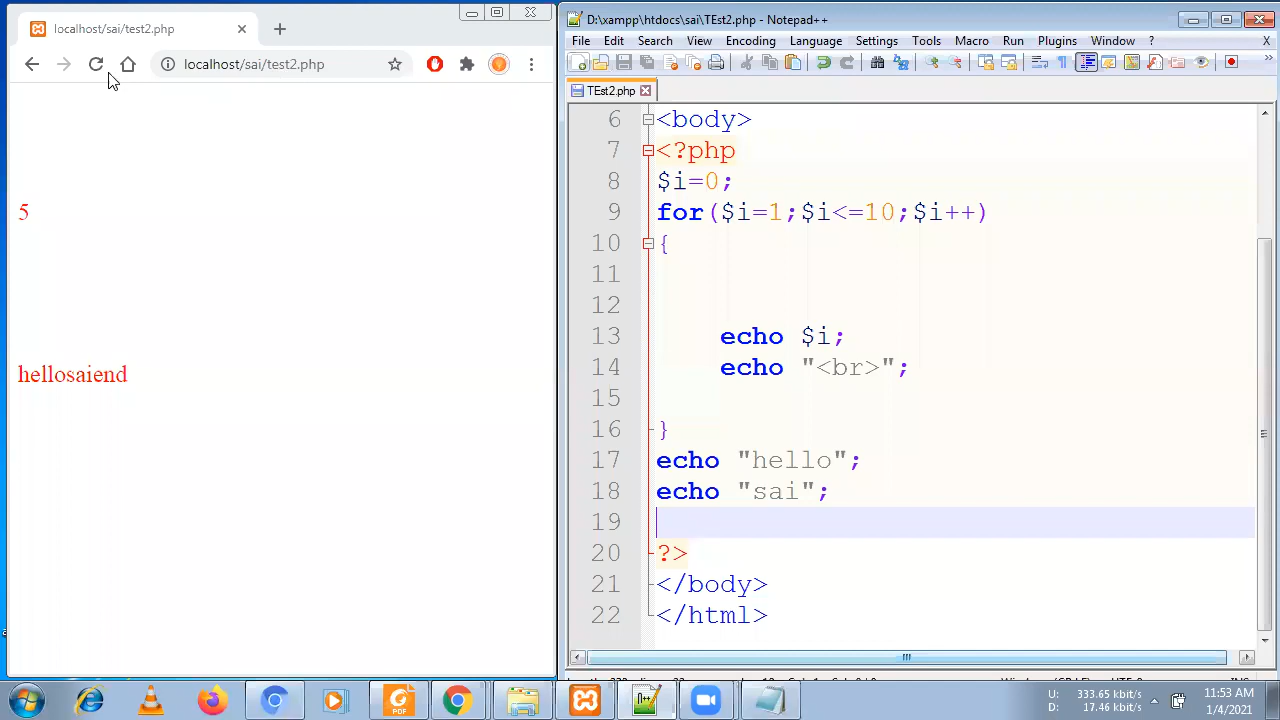 localhost/sai/test2.php
localhost/sai/test2.php
5
hellosaiend
D:\xampp\htdocs\sai\TEst2.php - Notepad++
File Edit Search View Encoding Language Settings Tools Macro Run Plugins Window ? X
TEst2.php
6 <body>
7 <?php
8 $i=0;
9 for($i=1;$i<=10;$i++)
10 {
11
12
13 echo $i;
14 echo "<br>";
15
16 }
17 echo "hello";
18 echo "sai";
19
20 ?>
21 </body>
22 </html>
U: 333.65 kbit/s
D: 17.46 kbit/s
11:53 AM
1/4/2021